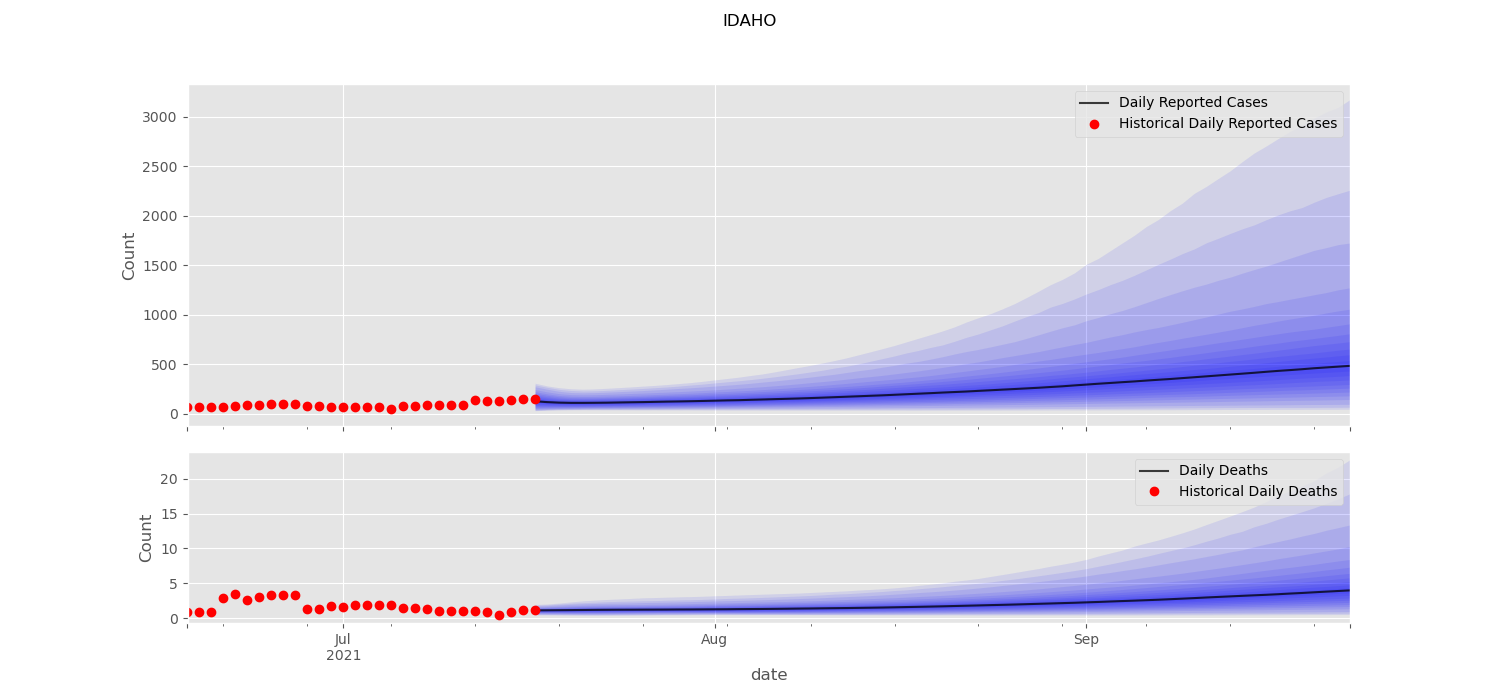 IDAHO
3000
2500
2000
1500
1000
500
0
Count
Daily Reported Cases
Historical Daily Reported Cases
20
15
10
5
0
Count
Daily Deaths
Historical Daily Deaths
Jul
2021
Aug
Sep
date